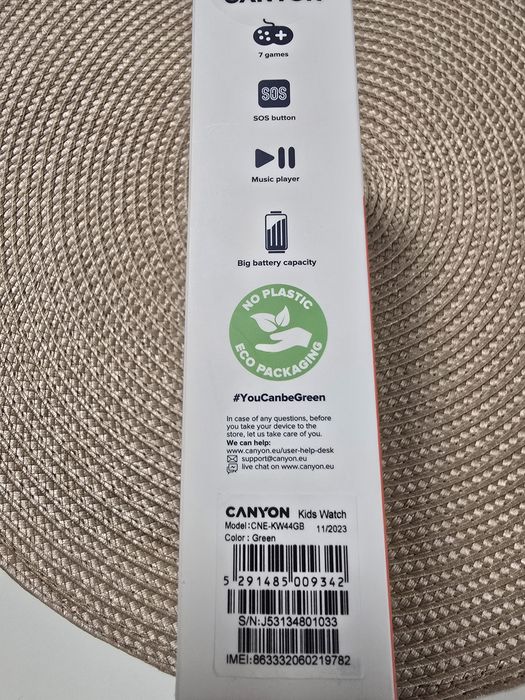 CANYON
7 games
SOS
SOS button
Music player
Big battery capacity
NO PLASTIC
ECO PACKAGING
#YouCanbeGreen
In case of any questions, before
you take your device to the
store, let us take care of you.
We can help:
www.canyon.eu/user-help-desk
support@canyon.eu
live chat on www.canyon.eu
CANYON Kids Watch
Model:CNE-KW44GB 11/2023
Color : Green
5 291485 009342
S/N:J53134801033
IMEI:863332060219782